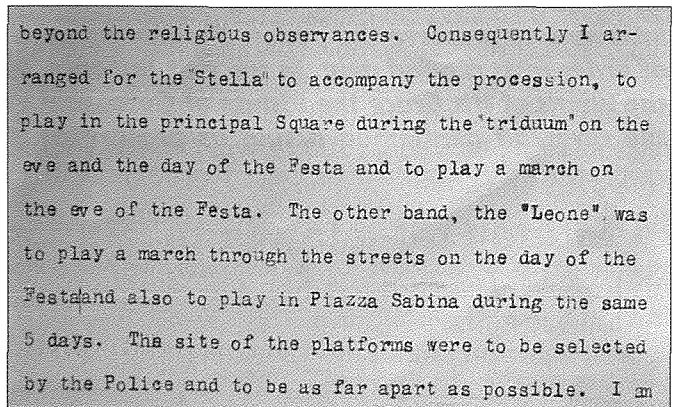 beyond the religious observances. Consequently I ar-
ranged for the "Stella" to accompany the procession, to
play in the principal Square during the "triduum" on the
eve and the day of the Festa and to play a march on
the eve of the Festa. The other band, the "Leone". was
to play a march through the streets on the day of the
Festa and also to play in Piazza Sabina during the same
5 days. The site of the platforms were to be selected
by the Police and to be as far apart as possible. I am